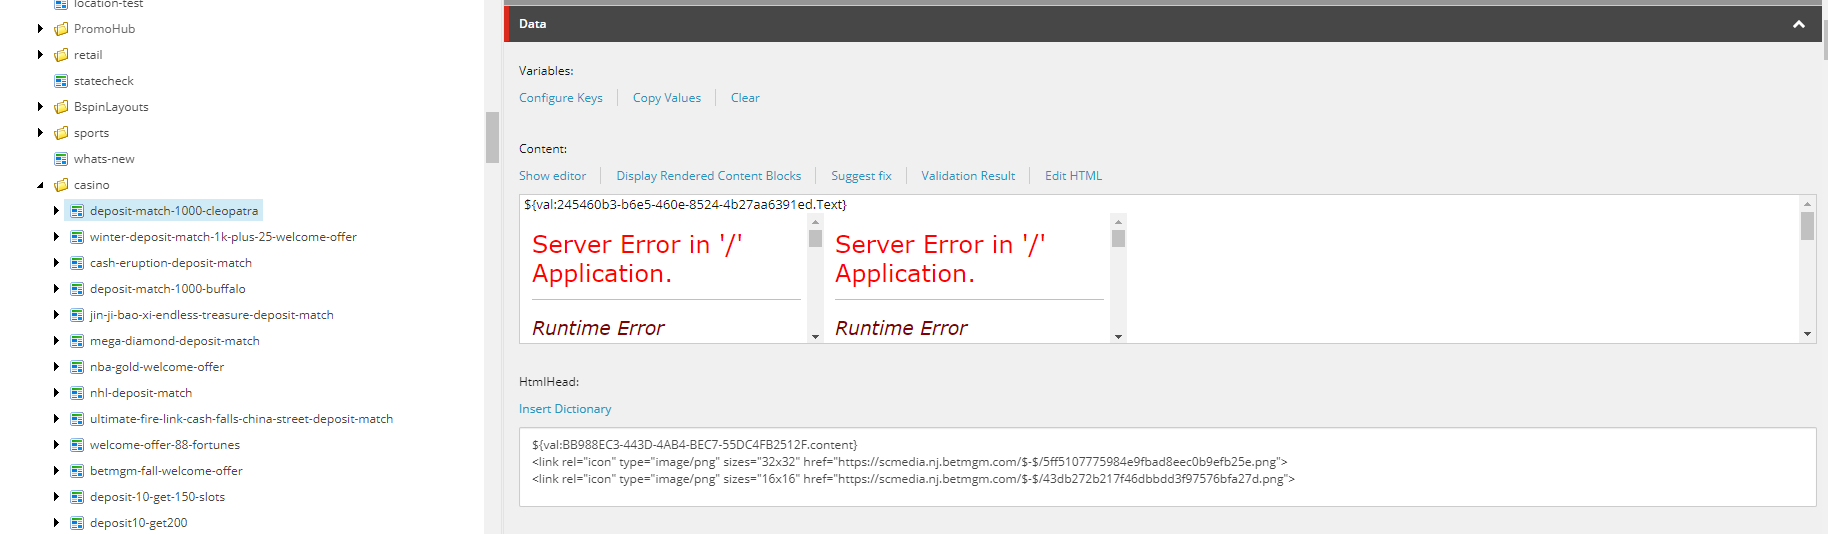 location-test
PromoHub
retail
statecheck
BspinLayouts
sports
whats-new
casino
deposit-match-1000-cleopatra
winter-deposit-match-1k-plus-25-welcome-offer
cash-eruption-deposit-match
deposit-match-1000-buffalo
jin-ji-bao-xi-endless-treasure-deposit-match
mega-diamond-deposit-match
nba-gold-welcome-offer
nhl-deposit-match
ultimate-fire-link-cash-falls-china-street-deposit-match
welcome-offer-88-fortunes
betmgm-fall-welcome-offer
deposit-10-get-150-slots
deposit10-get200
Data
Variables:
Configure Keys Copy Values Clear
Content:
Show editor Display Rendered Content Blocks Suggest fix Validation Result Edit HTML
${val:245460b3-b6e5-460e-8524-4b27aa6391ed.Text}
Server Error in '/'
Application.
Runtime Error
Server Error in '/'
Application.
Runtime Error
HtmlHead:
Insert Dictionary
${val:BB988EC3-443D-4AB4-BEC7-55DC4FB2512F.content}
<link rel="icon" type="image/png" sizes="32x32" href="https://scmedia.nj.betmgm.com/$-$/5ff5107775984e9fbad8eec0b9efb25e.png">
<link rel="icon" type="image/png" sizes="16x16" href="https://scmedia.nj.betmgm.com/$-$/43db272b217f46dbbdd3f97576bfa27d.png">